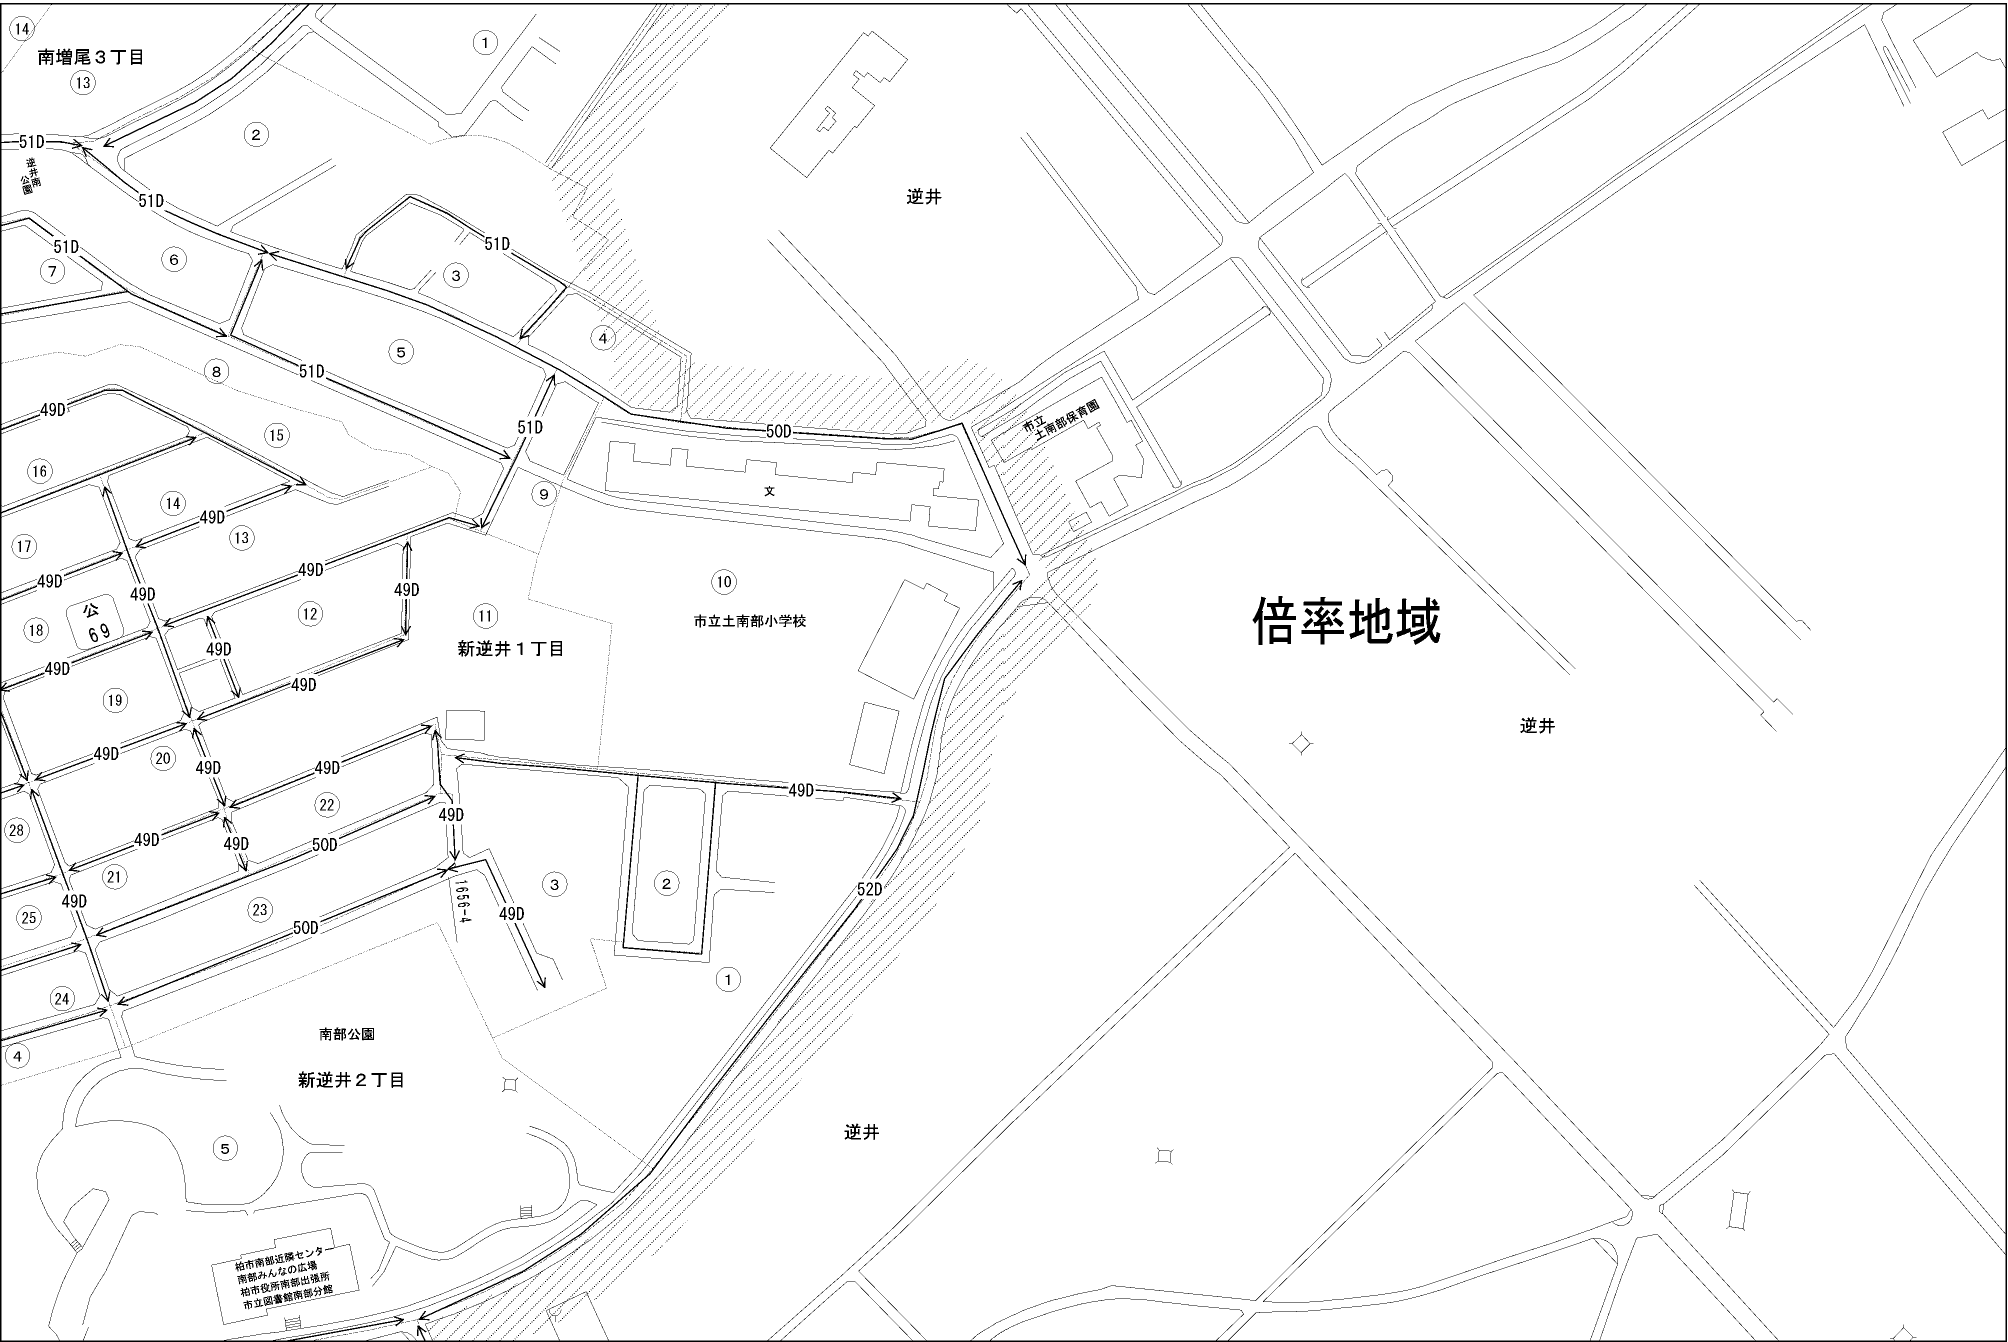 14
南増尾3丁目
13
1
2
51D
逆井南
公園
51D
逆井
51D
51D
6
7
3
4
5
51D
8
49D
50D
51D
市立
土南部保育園
15
16
文
9
14
49D
13
17
49D
49D
49D
49D
10
公
69
12
11
18
市立土南部小学校
倍率地域
49D
新逆井1丁目
49D
49D
19
逆井
49D
20
49D
49D
49D
22
49D
28
49D
49D
50D
21
3
2
52D
49D
1656-4
23
49D
25
50D
1
24
南部公園
4
新逆井2丁目
逆井
5
柏市南部近隣センタ
南部みんなの広場
柏市役所南部出張所
市立図書館南部分館